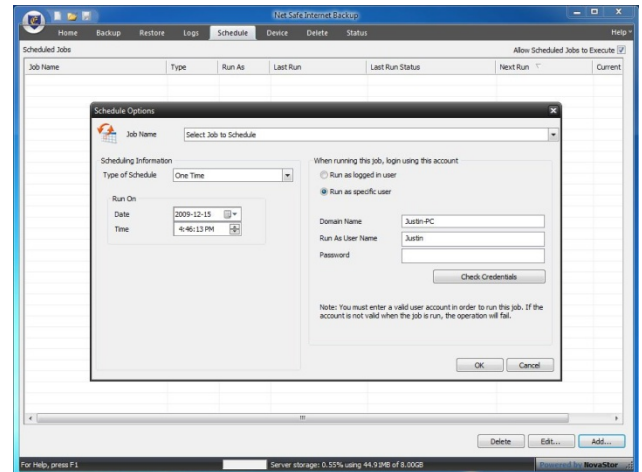 Net Safe Internet Backup
Home Backup Restore Logs Schedule Device Delete Status Help
Scheduled Jobs Allow Scheduled Jobs to Execute
Job Name Type Run As Last Run Last Run Status Next Run Current
Schedule Options
Job Name Select Job to Schedule
Scheduling Information
Type of Schedule One Time
Run On
Date 2009-12-15
Time 4:46:13 PM
When running this job, login using this account
Run as logged in user
Run as specific user
Domain Name Justin-PC
Run As User Name Justin
Password
Check Credentials
Note: You must enter a valid user account in order to run this job. If the
account is not valid when the job is run, the operation will fail.
OK Cancel
Delete Edit... Add...
For Help, press F1 Server storage: 0.55% using 44.91MB of 8.00GB Powered by NovaStor